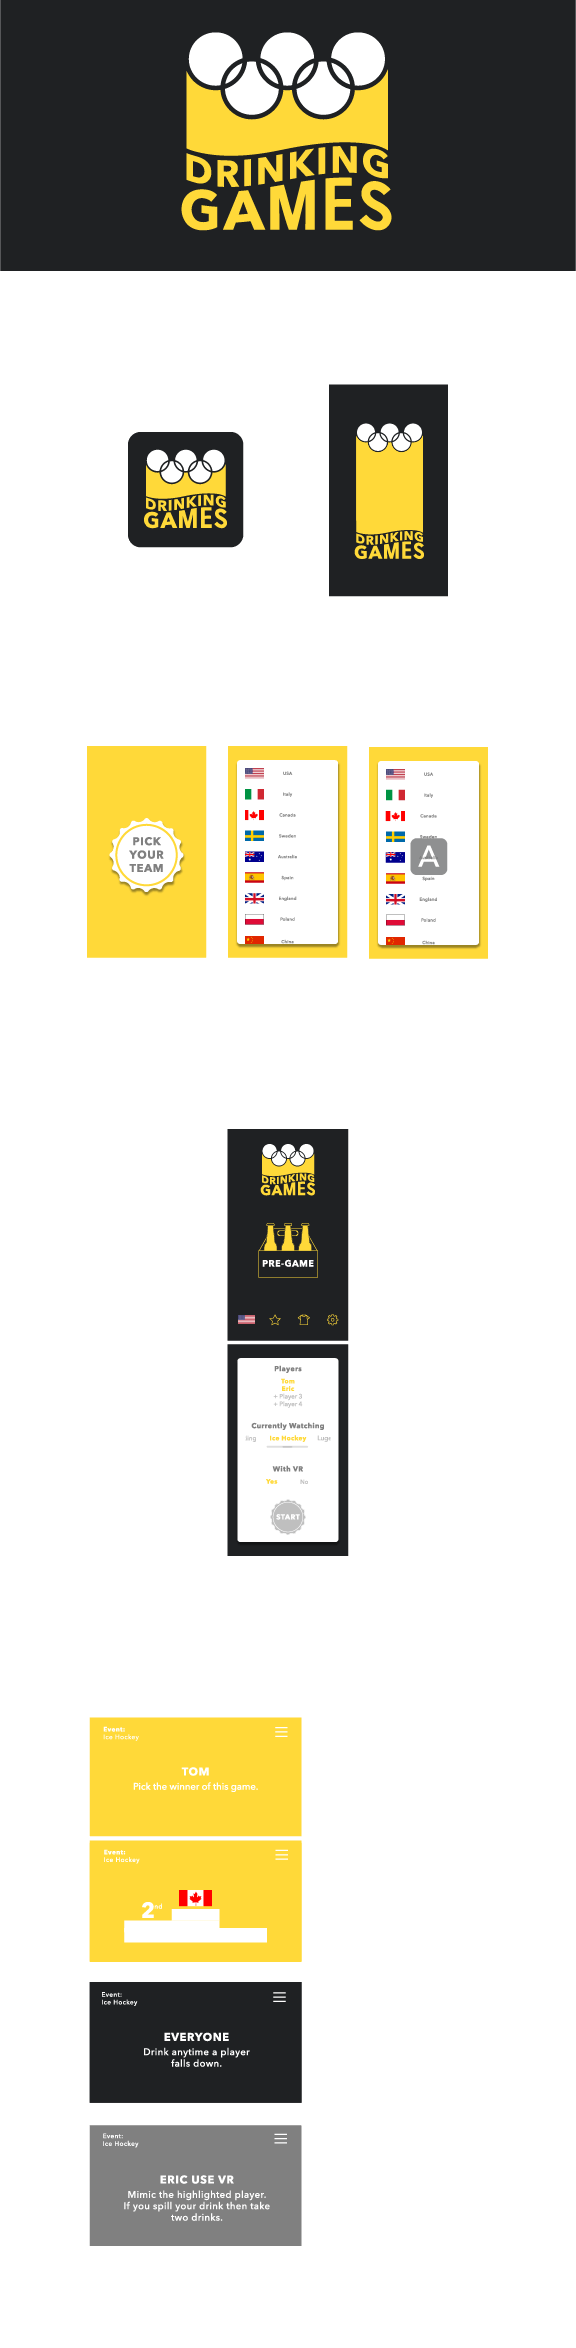 DRINKING
GAMES
DRINKING
GAMES
DRINKING
GAMES
PICK
YOUR
TEAM
USA
Italy
Canada
Sweden
Australia
Spain
England
Poland
China
USA
Italy
Canada
Sweden
A
Spain
England
Poland
China
DRINKING
GAMES
PRE-GAME
Players
Tom
Eric
+ Player 3
+ Player 4
Currently Watching
ing Ice Hockey Luge
With VR
Yes No
START
Event:
Ice Hockey
TOM
Pick the winner of this game.
Event:
Ice Hockey
2nd
Event:
Ice Hockey
EVERYONE
Drink anytime a player
falls down.
Event:
Ice Hockey
ERIC USE VR
Mimic the highlighted player.
If you spill your drink then take
two drinks.